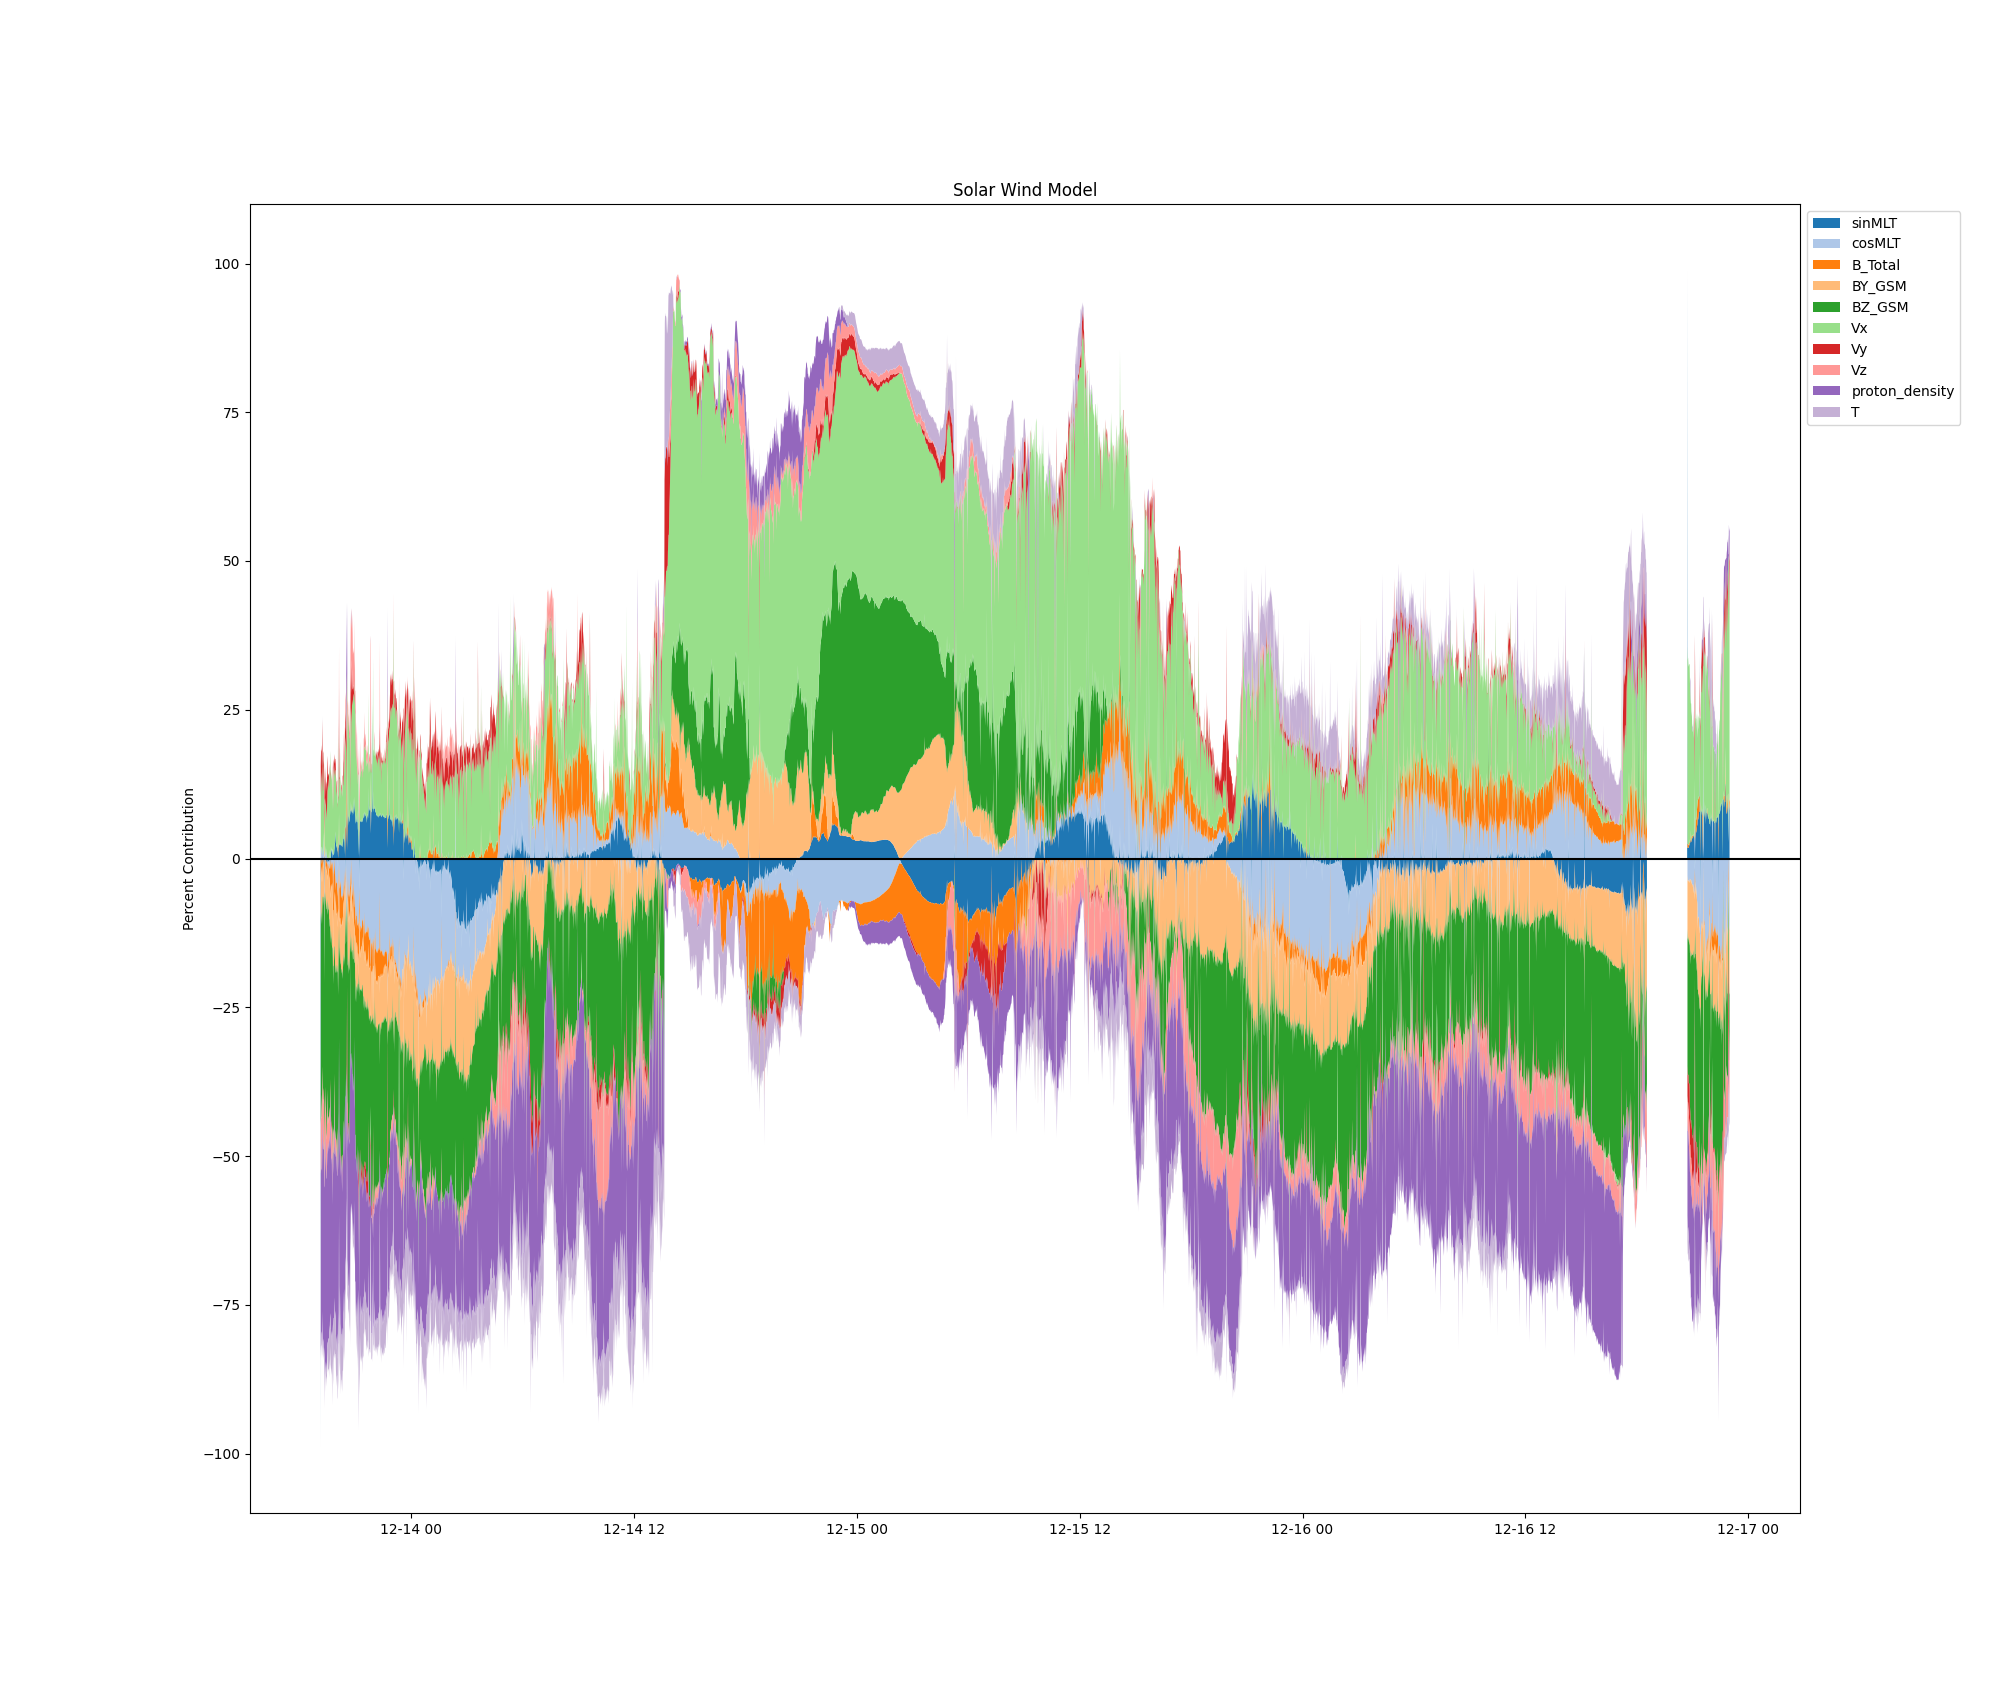 Solar Wind Model
sinMLT
cosMLT
B_Total
BY_GSM
BZ_GSM
Vx
Vy
Vz
proton_density
T
Percent Contribution
100
75
50
25
0
−25
−50
−75
−100
12-14 00
12-14 12
12-15 00
12-15 12
12-16 00
12-16 12
12-17 00